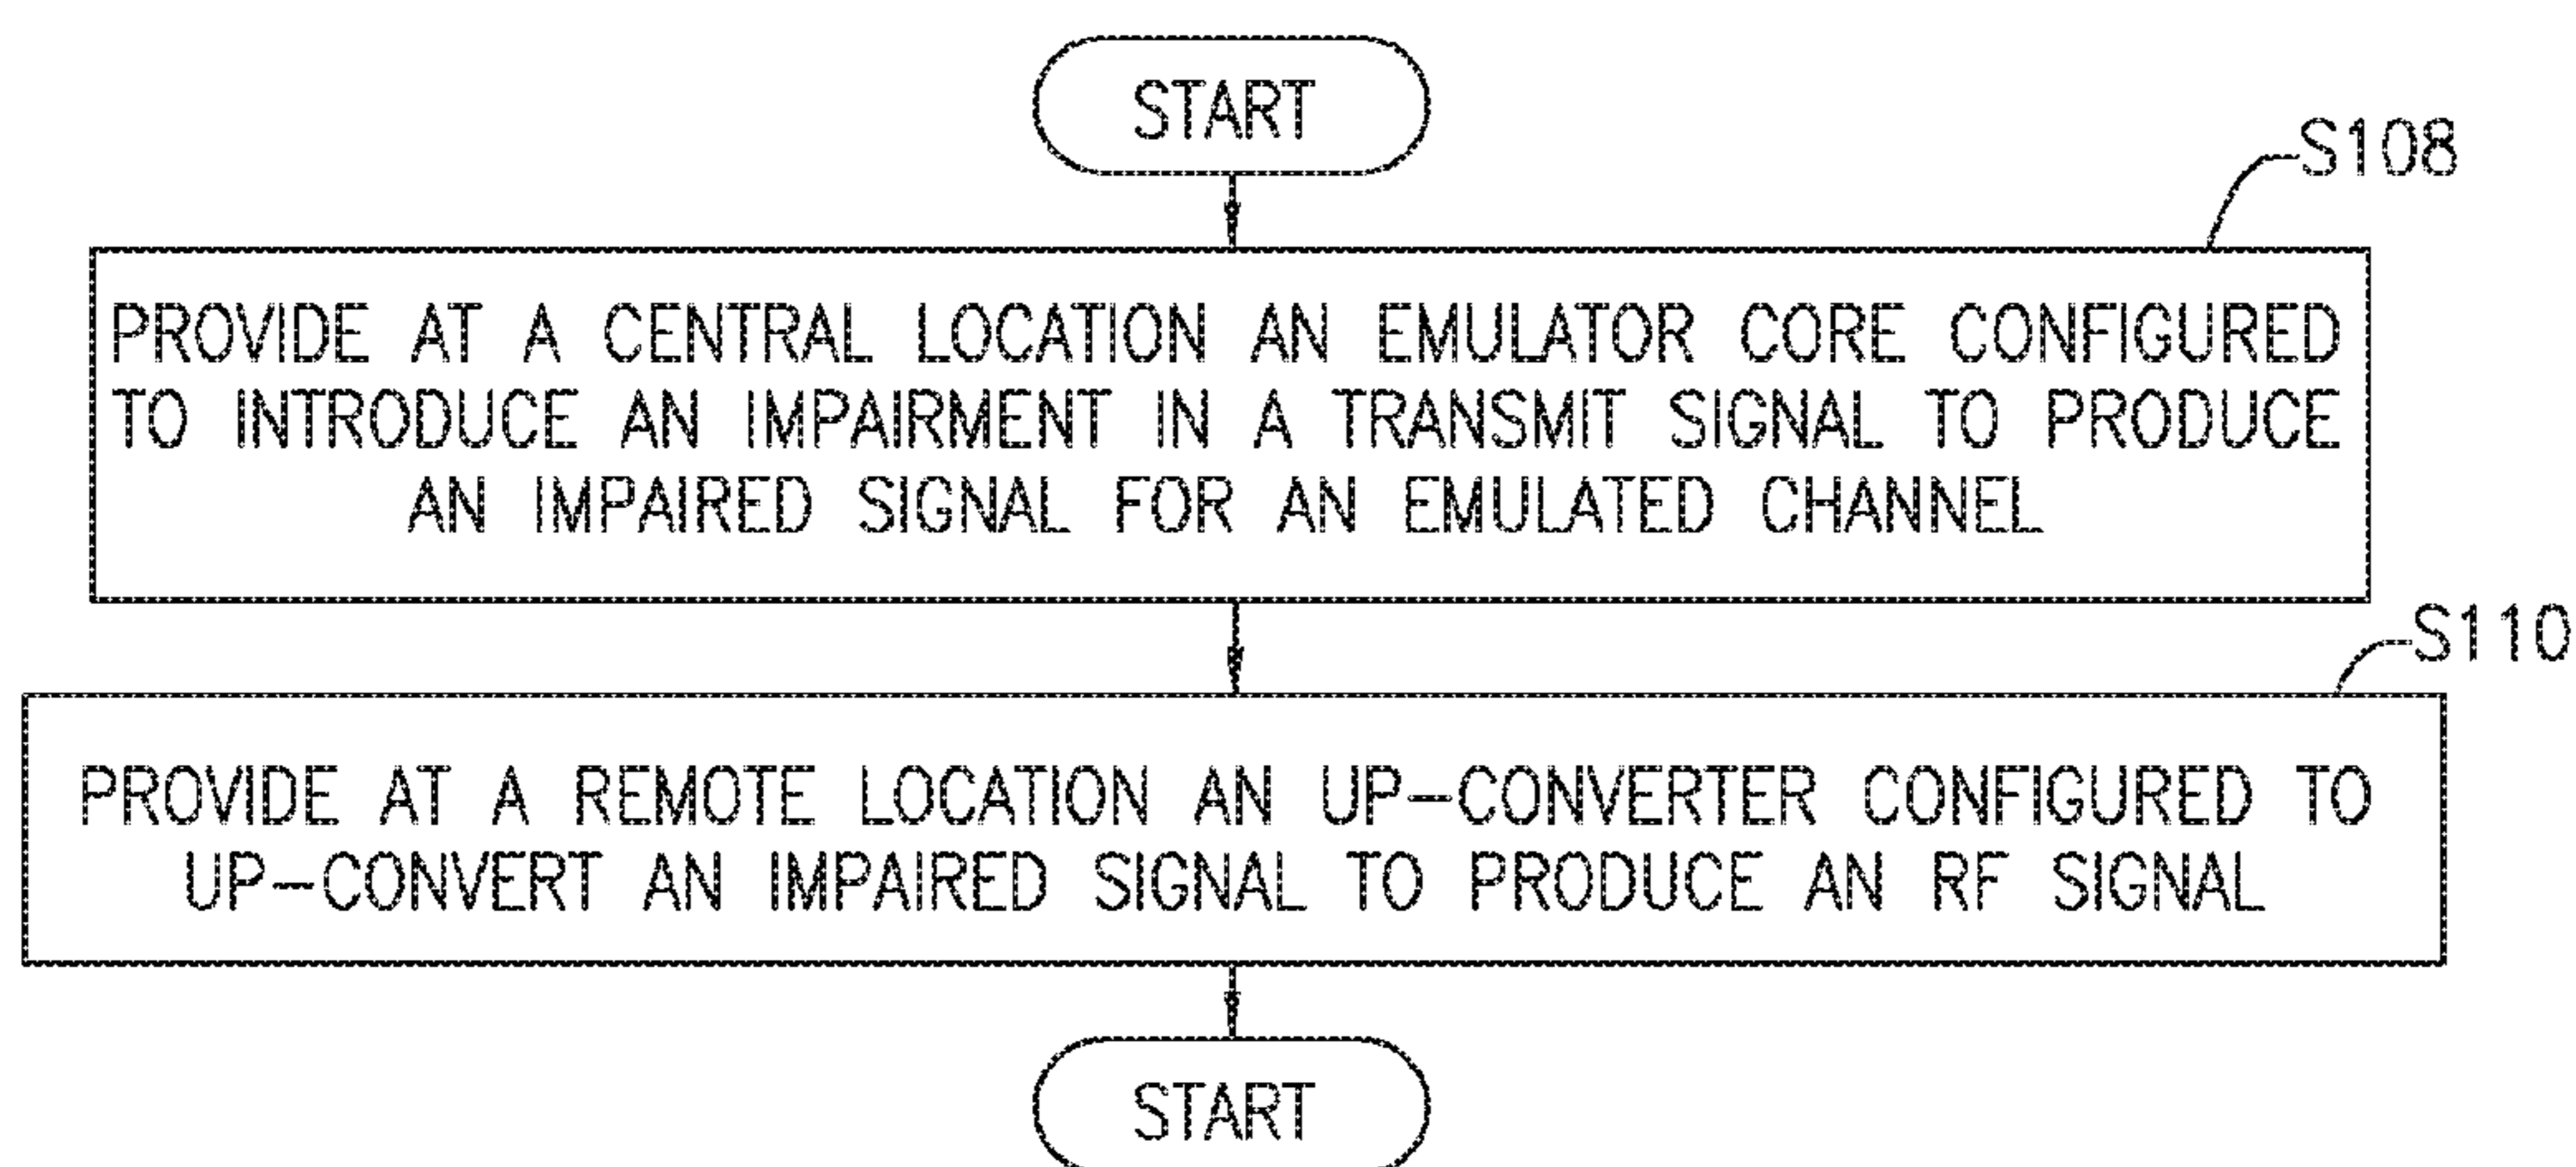 START
S108
PROVIDE AT A CENTRAL LOCATION AN EMULATOR CORE CONFIGURED
TO INTRODUCE AN IMPAIRMENT IN A TRANSMIT SIGNAL TO PRODUCE
AN IMPAIRED SIGNAL FOR AN EMULATED CHANNEL
S110
PROVIDE AT A REMOTE LOCATION AN UP-CONVERTER CONFIGURED TO
UP-CONVERT AN IMPAIRED SIGNAL TO PRODUCE AN RF SIGNAL
START